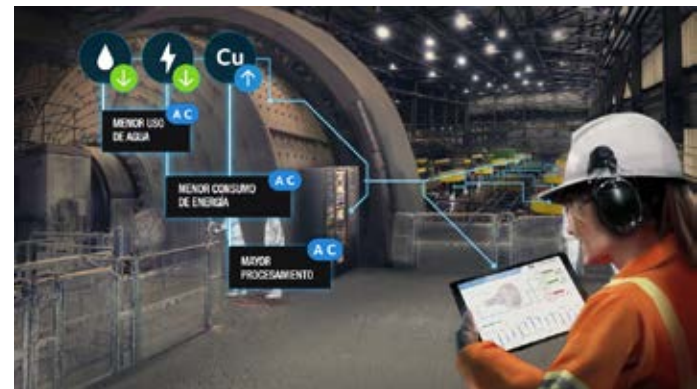 Cu
MENOR USO
DE AGUA
A C
MENOR CONSUMO
DE ENERGÍA
A C
MAYOR
PROCESAMIENTO
A C